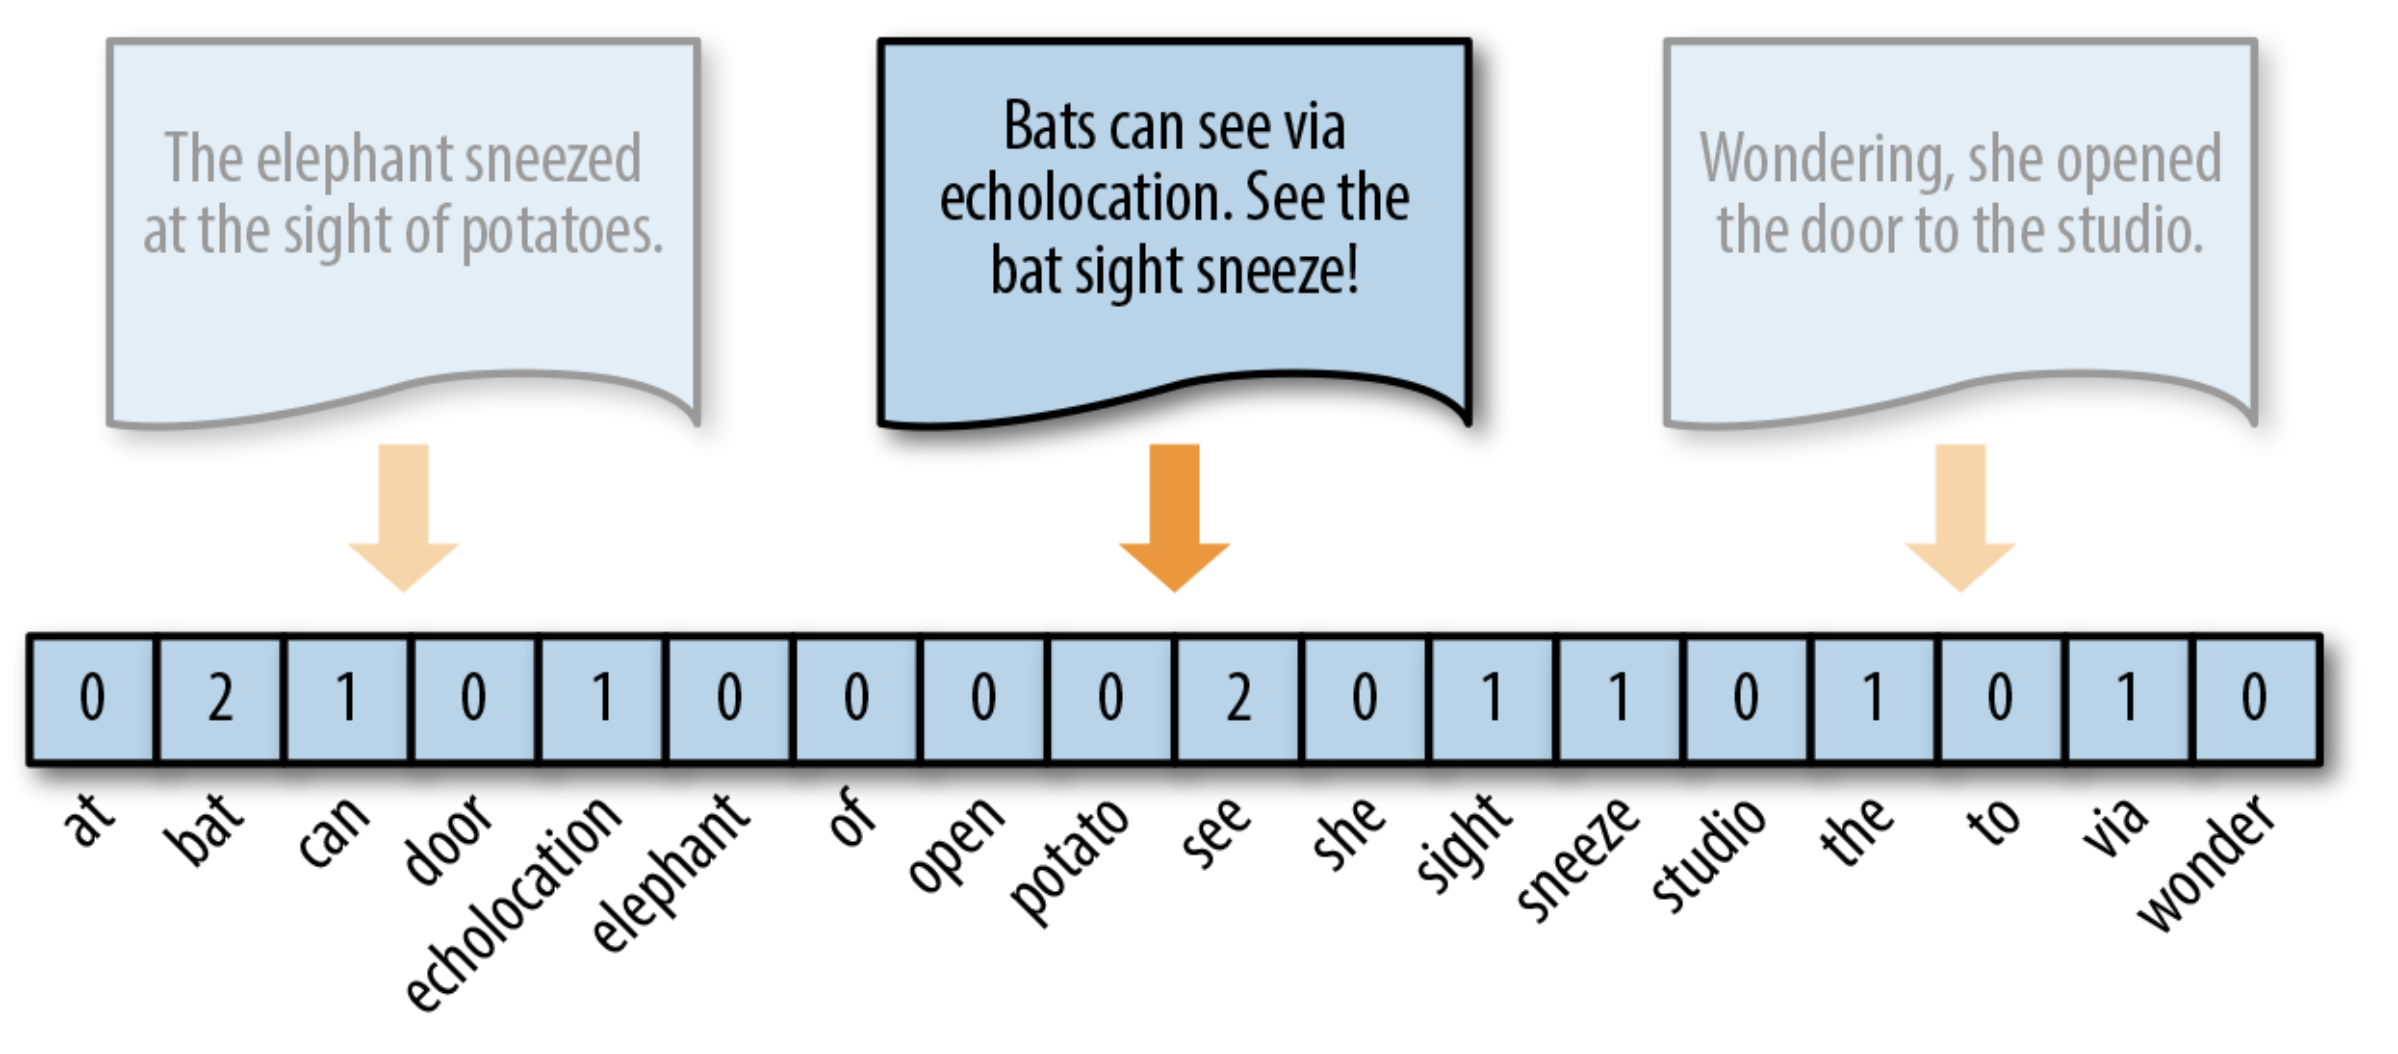 The elephant sneezed
at the sight of potatoes.
Bats can see via
echolocation. See the
bat sight sneeze!
Wondering, she opened
the door to the studio.
0 2 1 0 1 0 0 0 0 2 0 1 1 0 1 0 1 0
at bat can door echolocation elephant of open potato see she sight sneeze studio the to via wonder